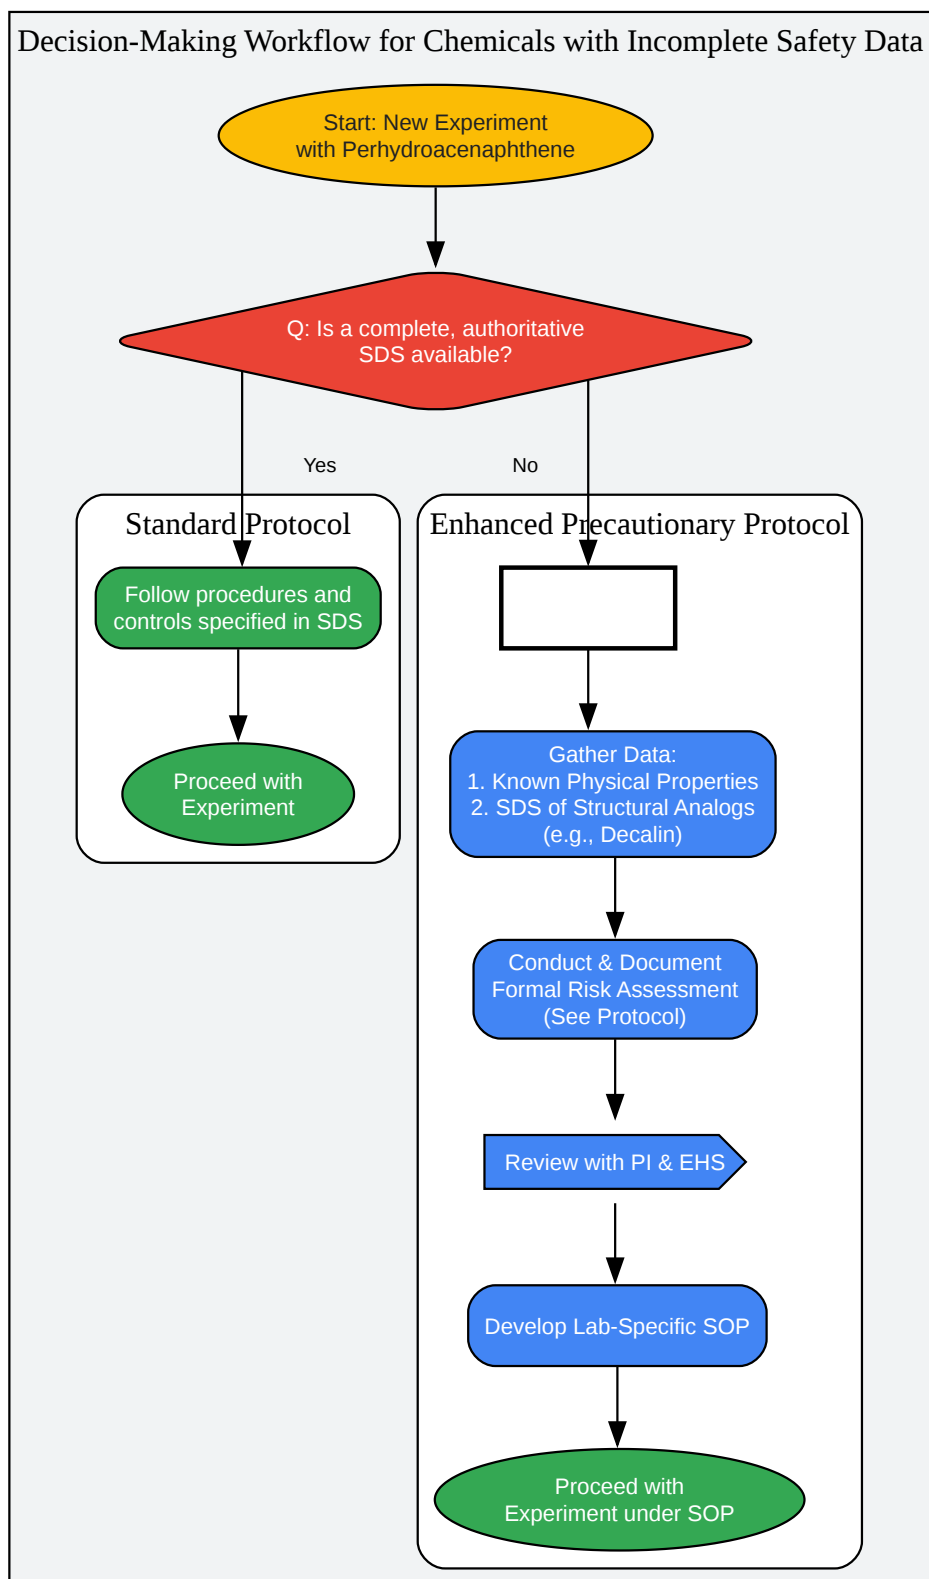 Decision-Making Workflow for Chemicals with Incomplete Safety Data
Start: New Experiment
with Perhydroacenaphthene
Q: Is a complete, authoritative
SDS available?
Yes
No
Standard Protocol
Follow procedures and
controls specified in SDS
Proceed with
Experiment
Enhanced Precautionary Protocol
Gather Data:
1. Known Physical Properties
2. SDS of Structural Analogs
(e.g., Decalin)
Conduct & Document
Formal Risk Assessment
(See Protocol)
Review with PI & EHS
Develop Lab-Specific SOP
Proceed with
Experiment under SOP